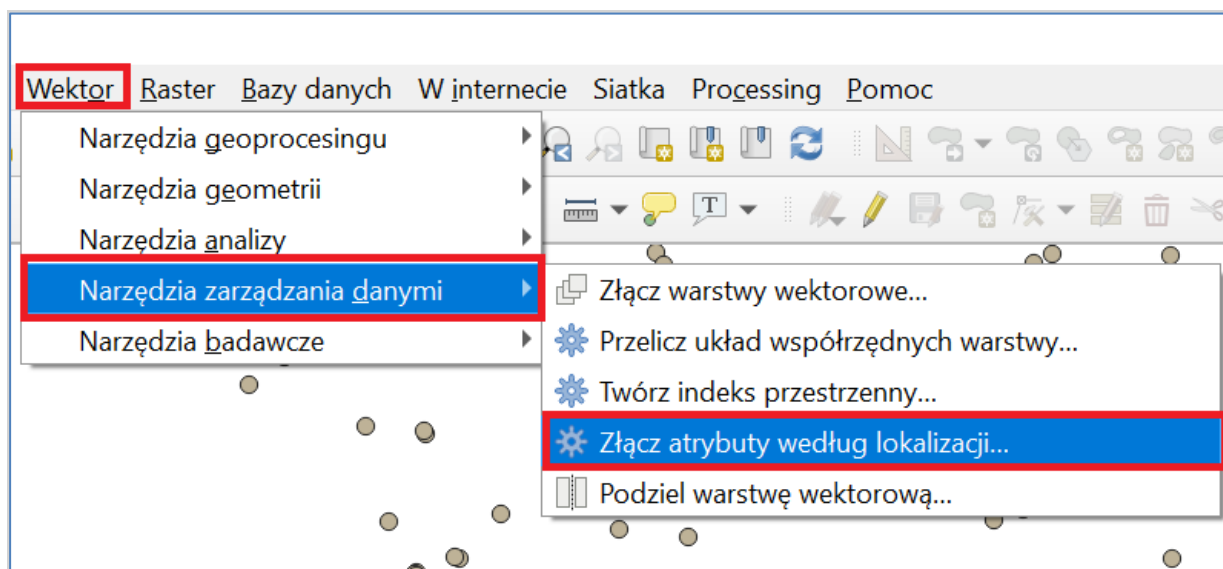 Wektor Raster Bazy danych W internecie Siatka Processing Pomoc
Narzędzia geoprocesingu
Narzędzia geometrii
T
Narzędzia analizy
Narzędzia zarządzania danymi
Złącz warstwy wektorowe...
Narzędzia badawcze
Przelicz układ współrzędnych warstwy...
Twórz indeks przestrzenny...
Złącz atrybuty według lokalizacji...
Podziel warstwę wektorową...